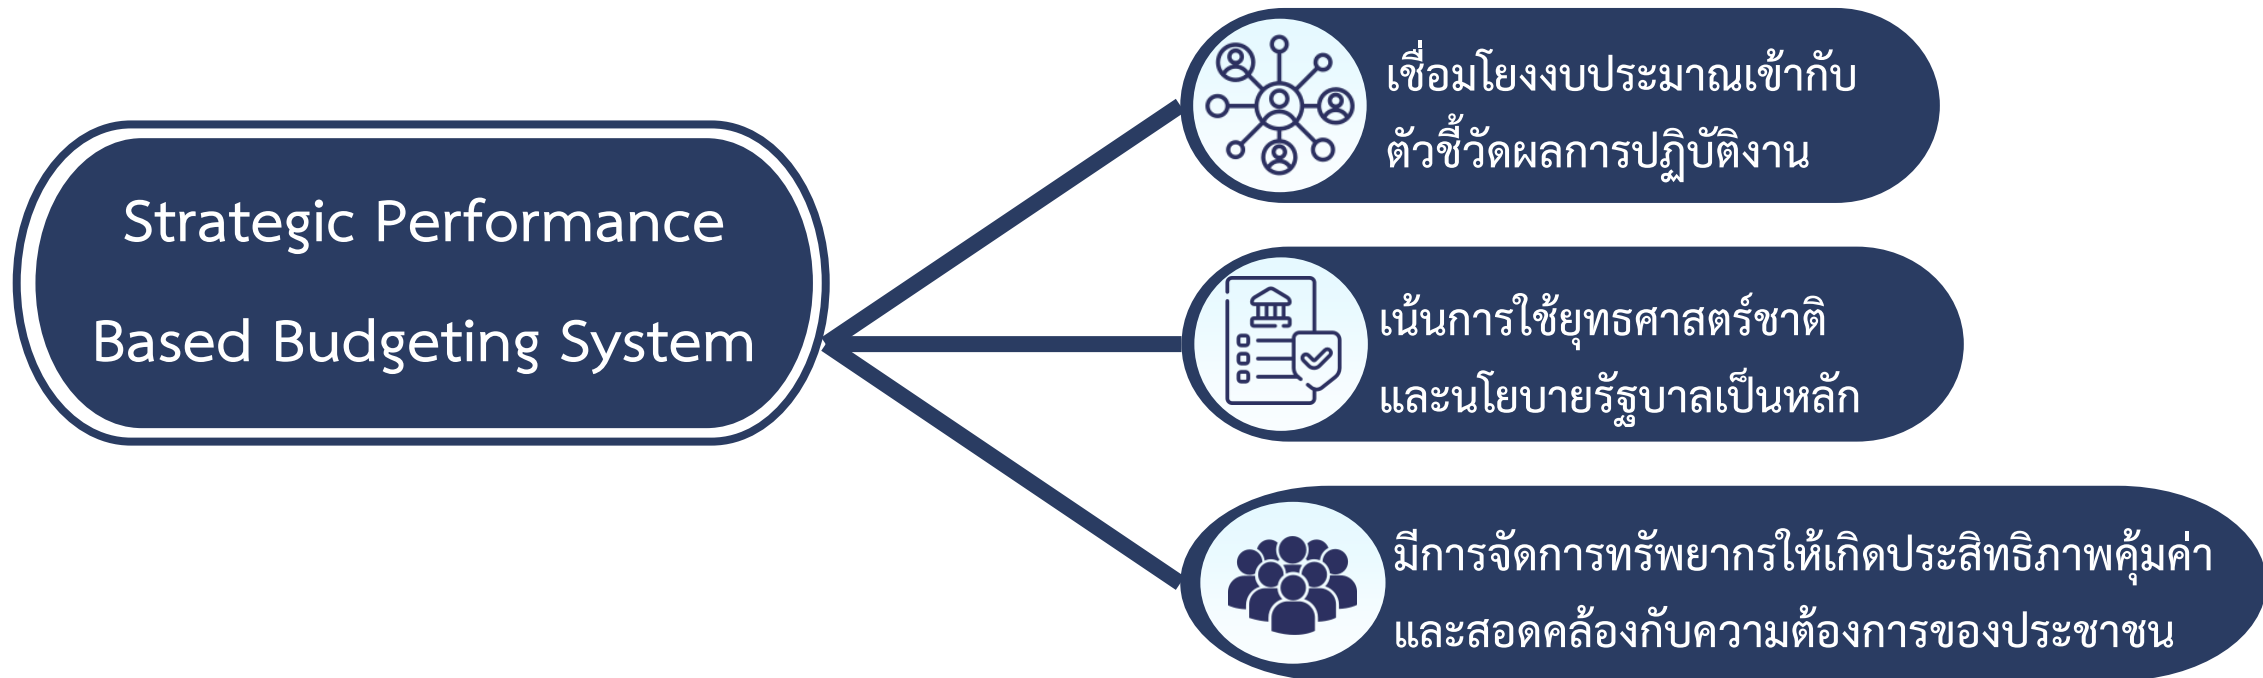 Strategic Performance
Based Budgeting System
เชื่อมโยงงบประมาณเข้ากับ
ตัวชี้วัดผลการปฏิบัติงาน
เน้นการใช้ยุทธศาสตร์ชาติ
และนโยบายรัฐบาลเป็นหลัก
มีการจัดการทรัพยากรให้เกิดประสิทธิภาพคุ้มค่า
และสอดคล้องกับความต้องการของประชาชน